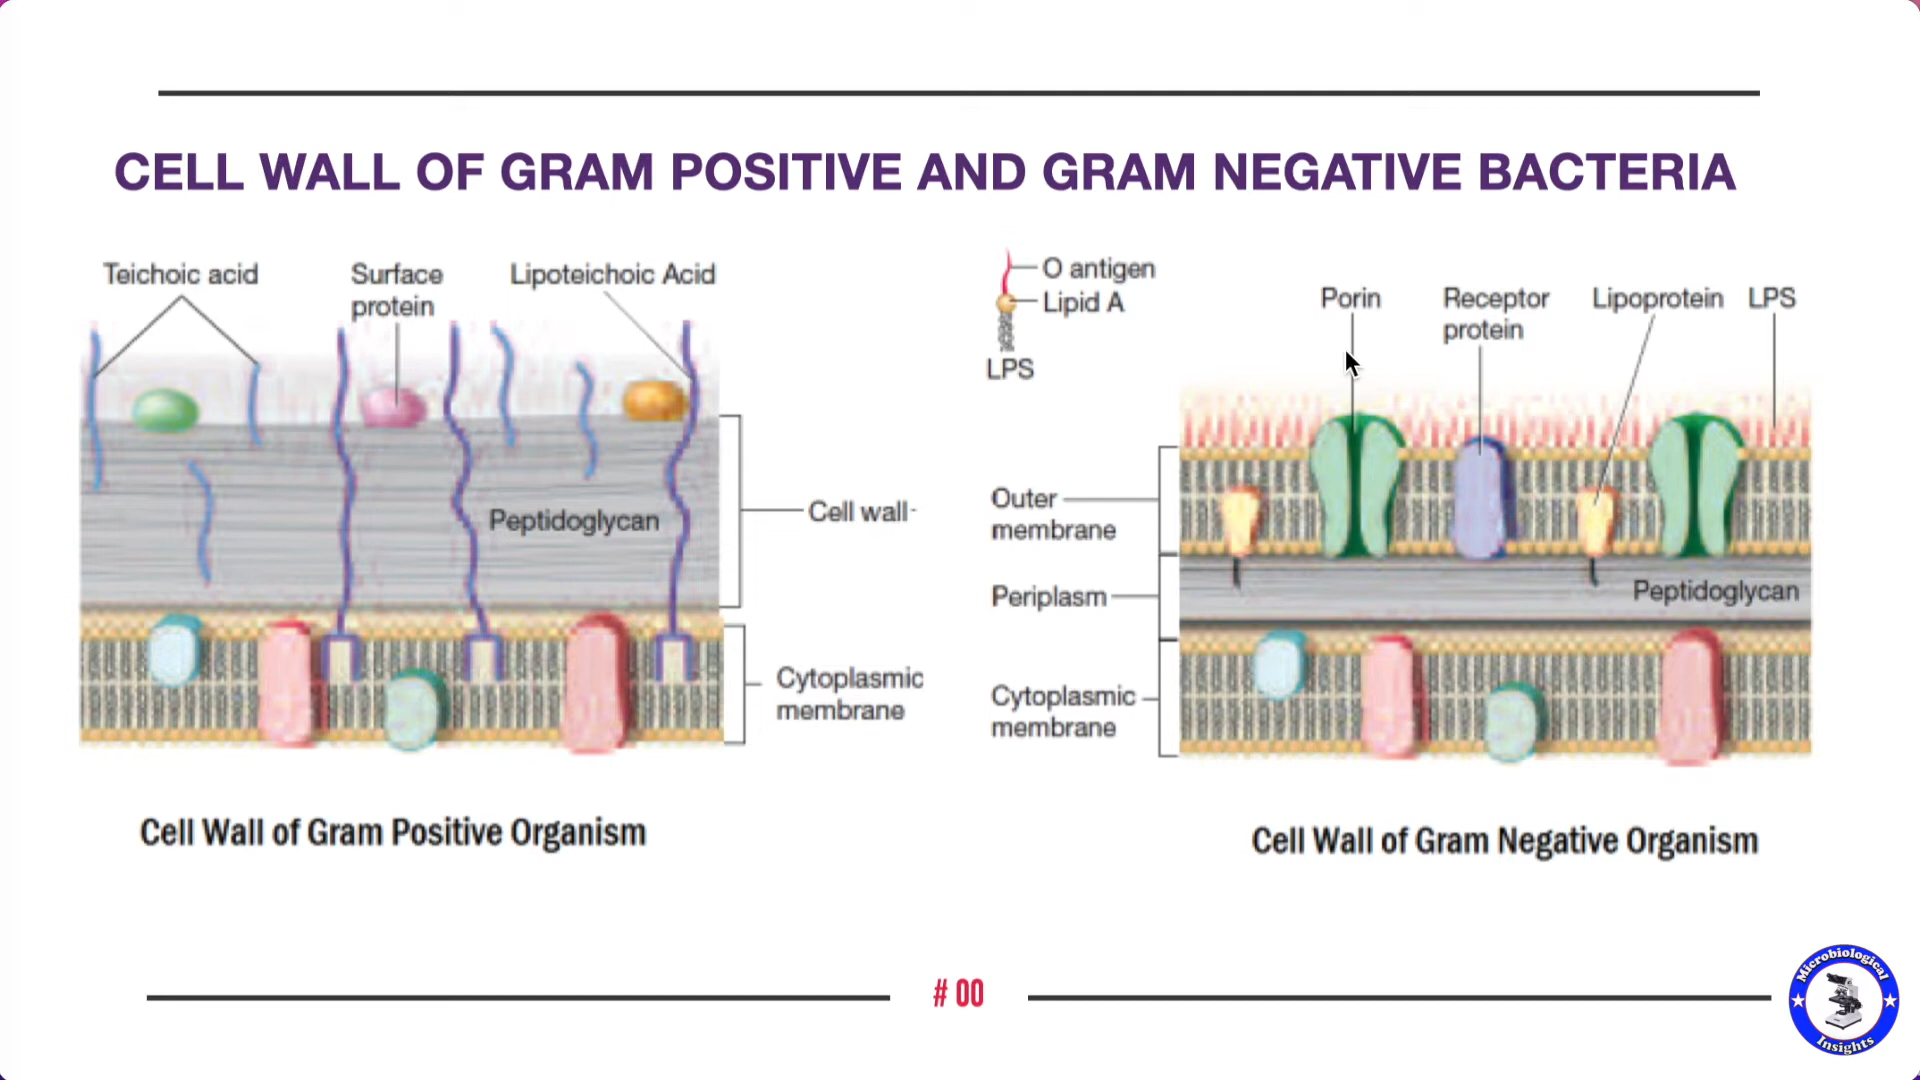 CELL WALL OF GRAM POSITIVE AND GRAM NEGATIVE BACTERIA
Teichoic acid
Surface
protein
Lipoteichoic Acid
Peptidoglycan
Cell wall
Cytoplasmic
membrane
Cell Wall of Gram Positive Organism
O antigen
Lipid A
LPS
Porin
Receptor
protein
Lipoprotein
LPS
Outer
membrane
Periplasm
Peptidoglycan
Cytoplasmic
membrane
Cell Wall of Gram Negative Organism
# 00
Microbiological
Insights